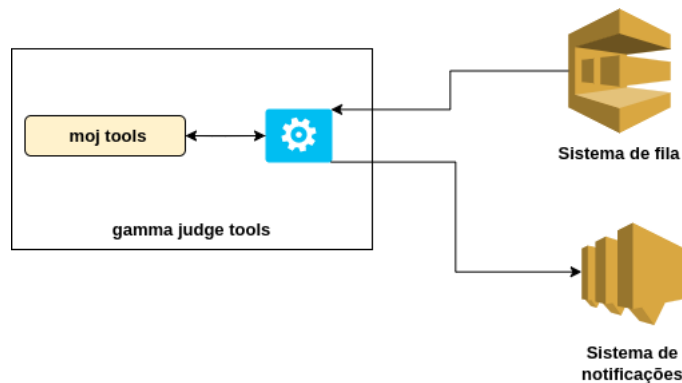 moj tools
gamma judge tools
Sistema de fila
Sistema de
notificações